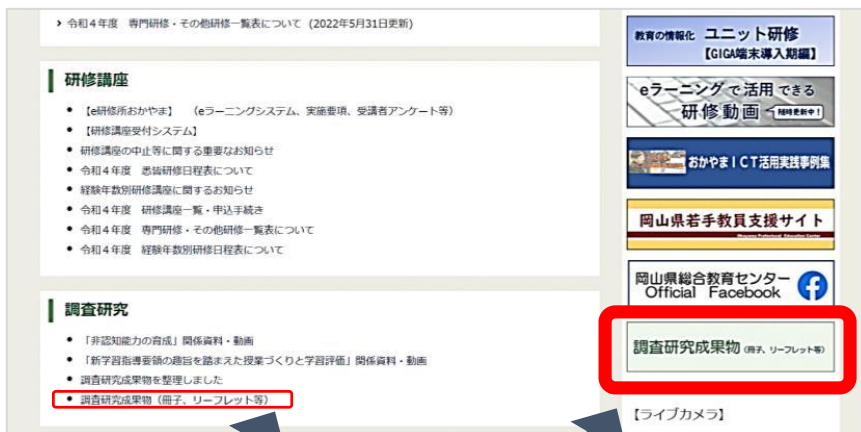 令和4年度 専門研修・その他研修一覧表について (2022年5月31日更新)
研修講座
【e研修所おかやま】 (eラーニングシステム、実施要項、受講者アンケート等)
【研修講座受付システム】
研修講座の中止等に関する重要なお知らせ
令和4年度 悉皆研修日程表について
経験年数別研修講座に関するお知らせ
令和4年度 研修講座一覧・申込手続き
令和4年度 専門研修・その他研修一覧表について
令和4年度 経験年数別研修日程表について
調査研究
「非認知能力の育成」関係資料・動画
「新学習指導要領の趣旨を踏まえた授業づくりと学習評価」関係資料・動画
調査研究成果物を整理しました
調査研究成果物(冊子、リーフレット等)
教育の情報化 ユニット研修
【GIGA端末導入期編】
eラーニングで活用できる
研修動画 随時更新中!
おかやまICT活用実践事例集
岡山県若手教員支援サイト
岡山県総合教育センター
Official Facebook
調査研究成果物(冊子、リーフレット等)
【ライブカメラ】